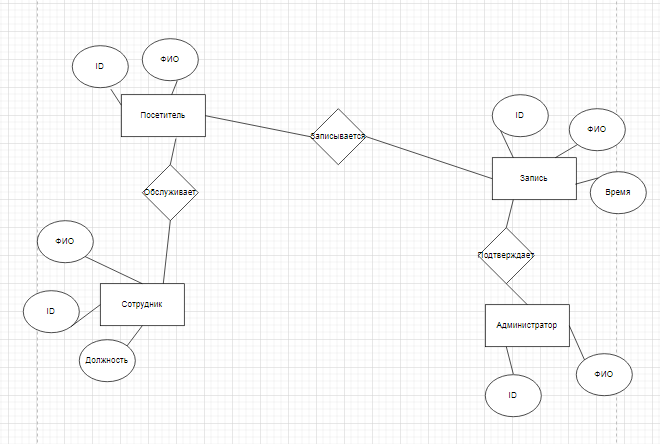 ID
ФИО
Посетитель
Записывается
ID
ФИО
Запись
Время
Обслуживает
ФИО
Подтверждает
ID
Сотрудник
Администратор
Должность
ФИО
ID